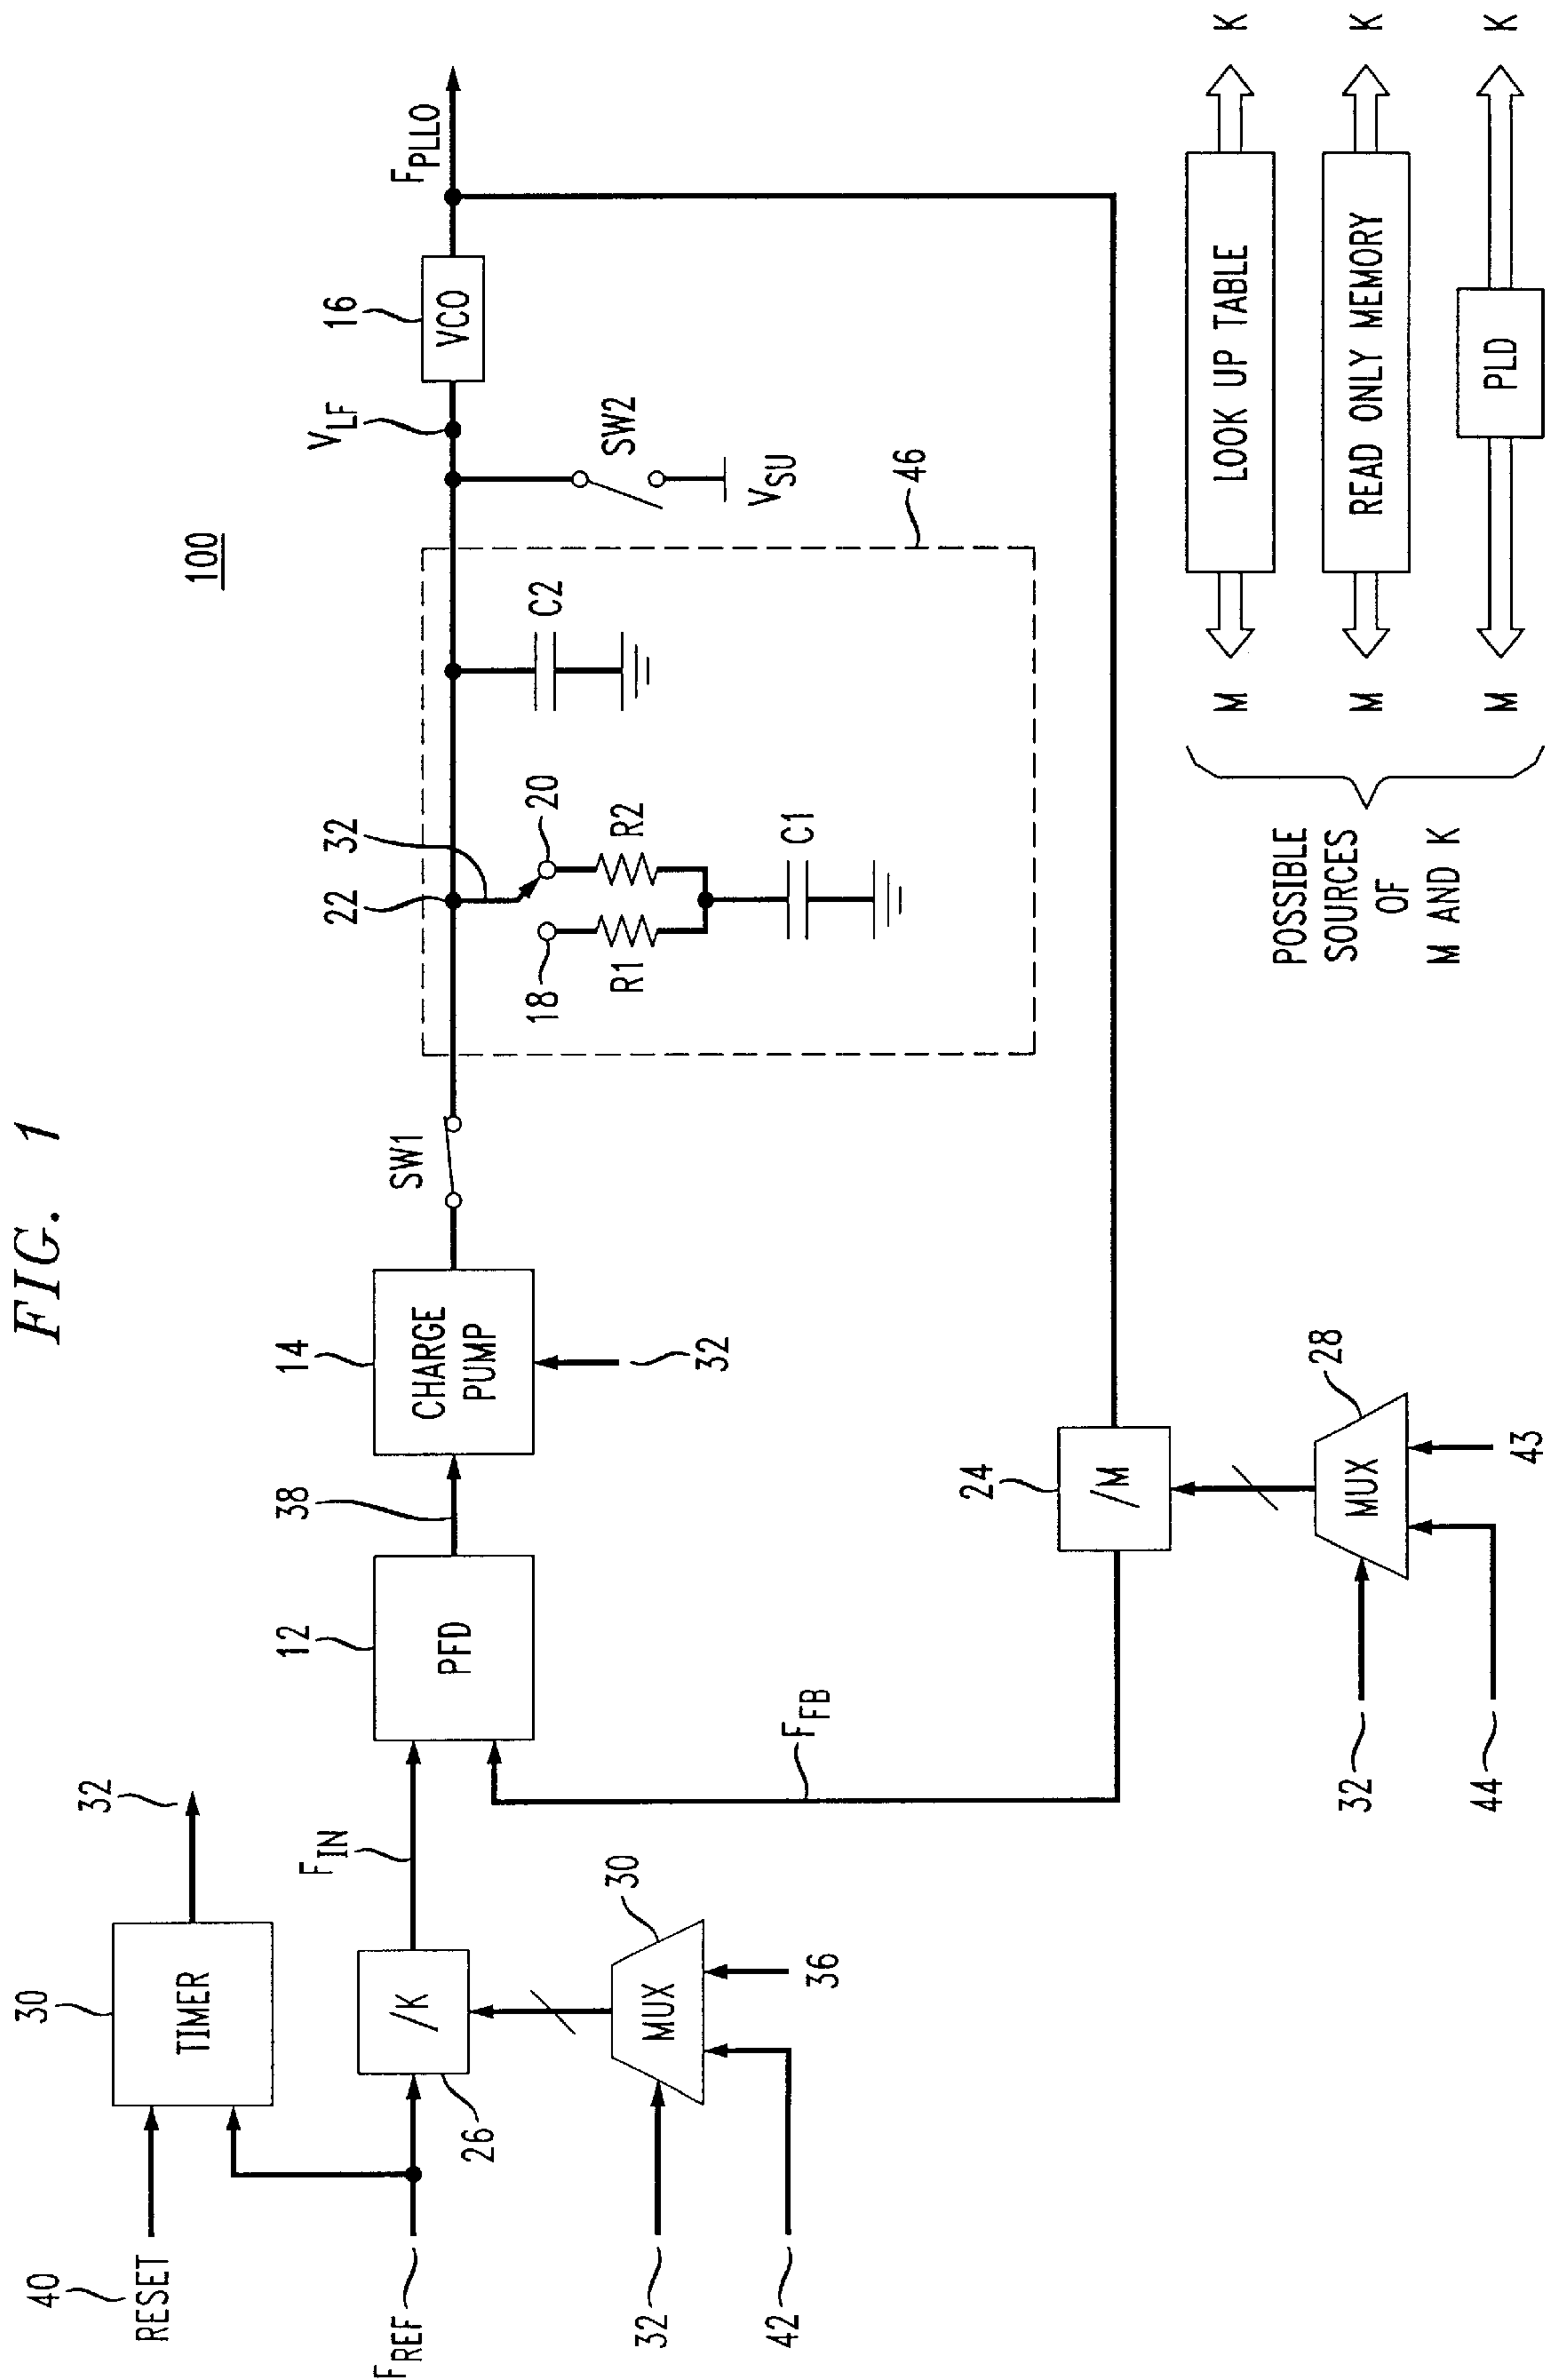 FIG. 1
100
40
RESET
30
TIMER
32
F_REF
26
/K
F_IN
12
PFD
38
14
CHARGE
PUMP
32
SW1
22
32
18
20
R1
R2
C1
C2
46
V_LF
SW2
V_SU
16
VCO
F_PLLO
30
MUX
32
42
36
F_FB
24
/M
28
MUX
32
44
43
POSSIBLE
SOURCES
OF
M AND K
M LOOK UP TABLE K
M READ ONLY MEMORY K
M PLD K